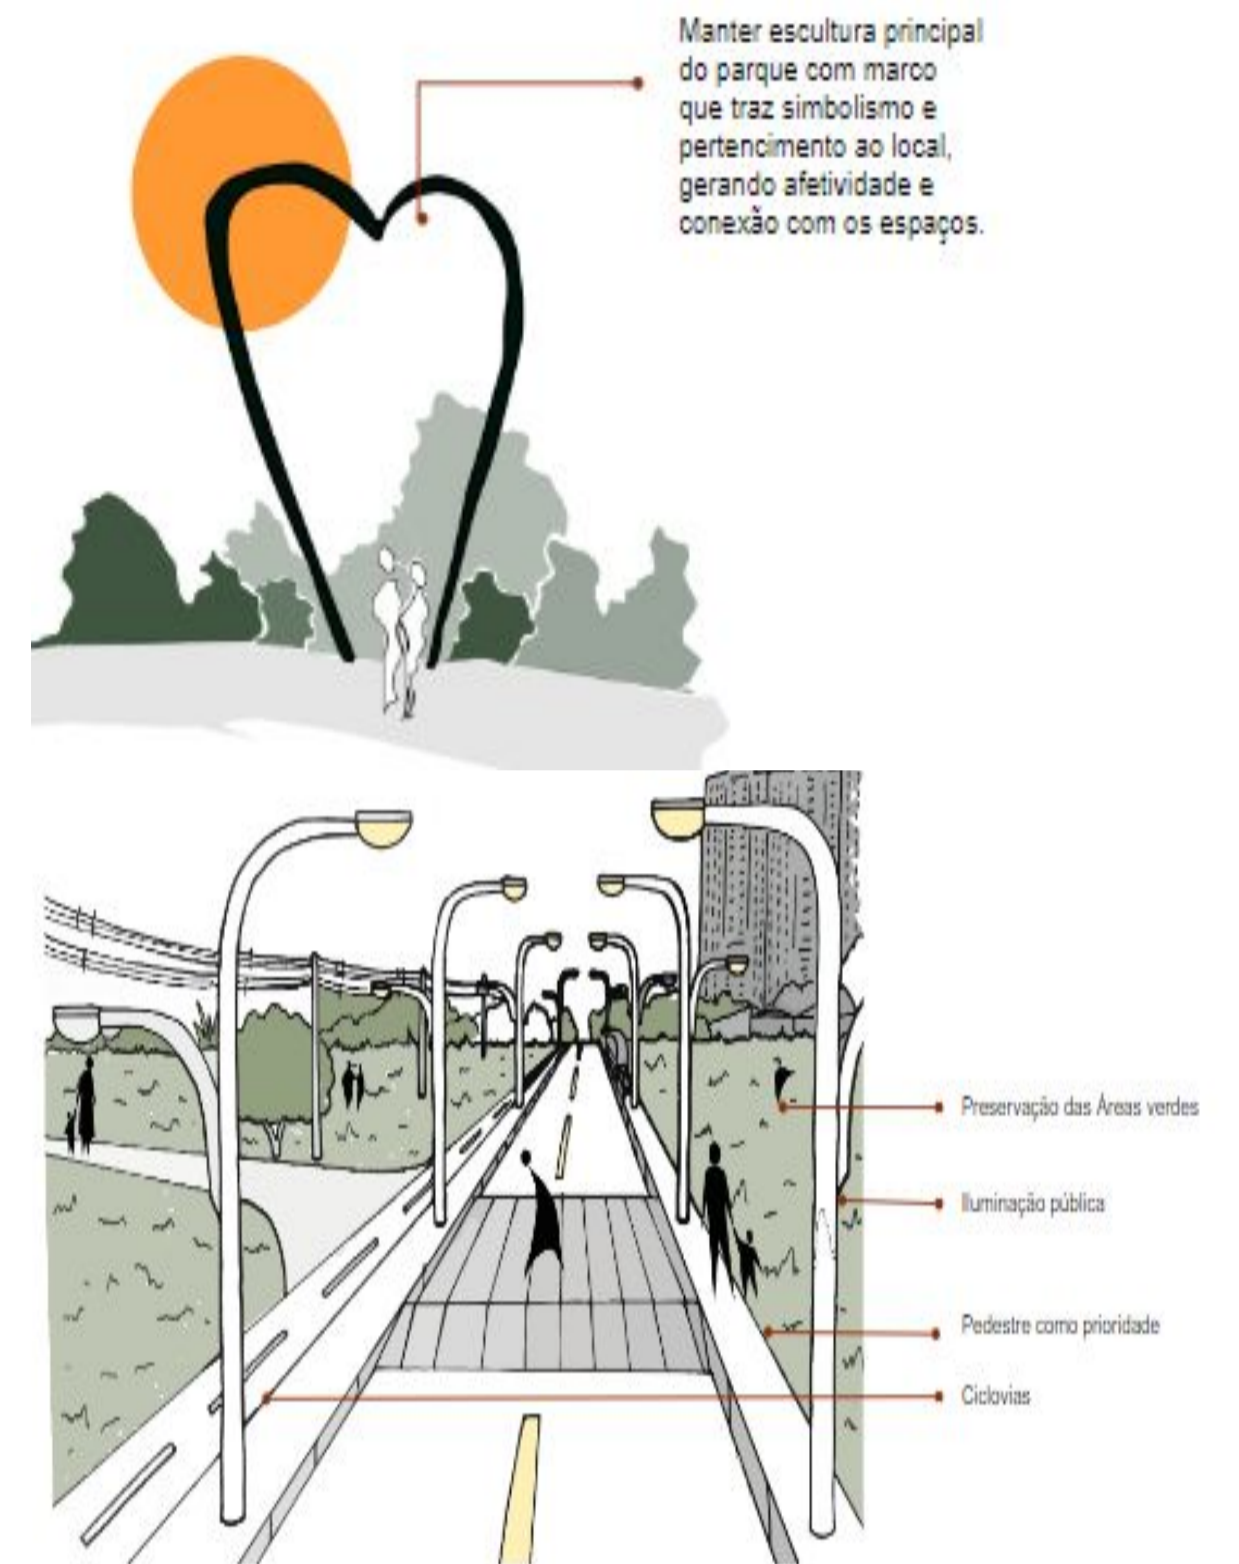 Manter escultura principal
do parque com marco
que traz simbolismo e
pertencimento ao local,
gerando afetividade e
conexão com os espaços.
Preservação das Áreas verdes
Iluminação pública
Pedestre como prioridade
Ciclovias